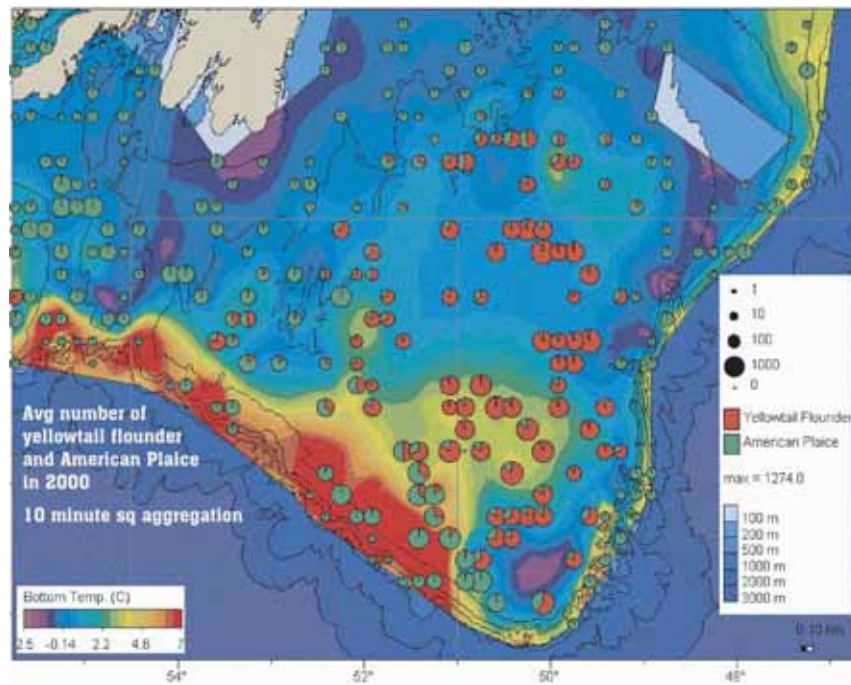 Avg number of
yellowtail flounder
and American Plaice
in 2000
10 minute sq aggregation
Bottom Temp. (C)
2.5 -0.14 2.2 4.6 7
1
10
100
1000
0
Yellowtail Flounder
American Plaice
max = 1274.0
100 m
200 m
500 m
1000 m
2000 m
3000 m
0 10 km
54° 52° 50° 48°